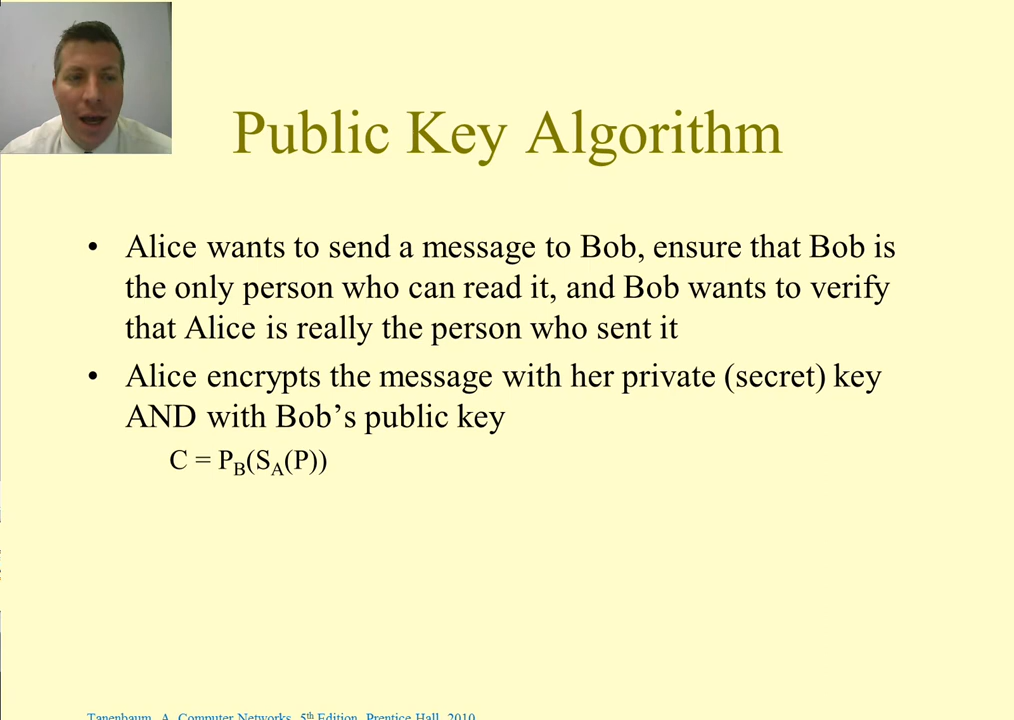 Public Key Algorithm
• Alice wants to send a message to Bob, ensure that Bob is
the only person who can read it, and Bob wants to verify
that Alice is really the person who sent it
• Alice encrypts the message with her private (secret) key
AND with Bob’s public key
C = P_B(S_A(P))
Tanenbaum, A. Computer Networks, 5th Edition, Prentice Hall, 2010